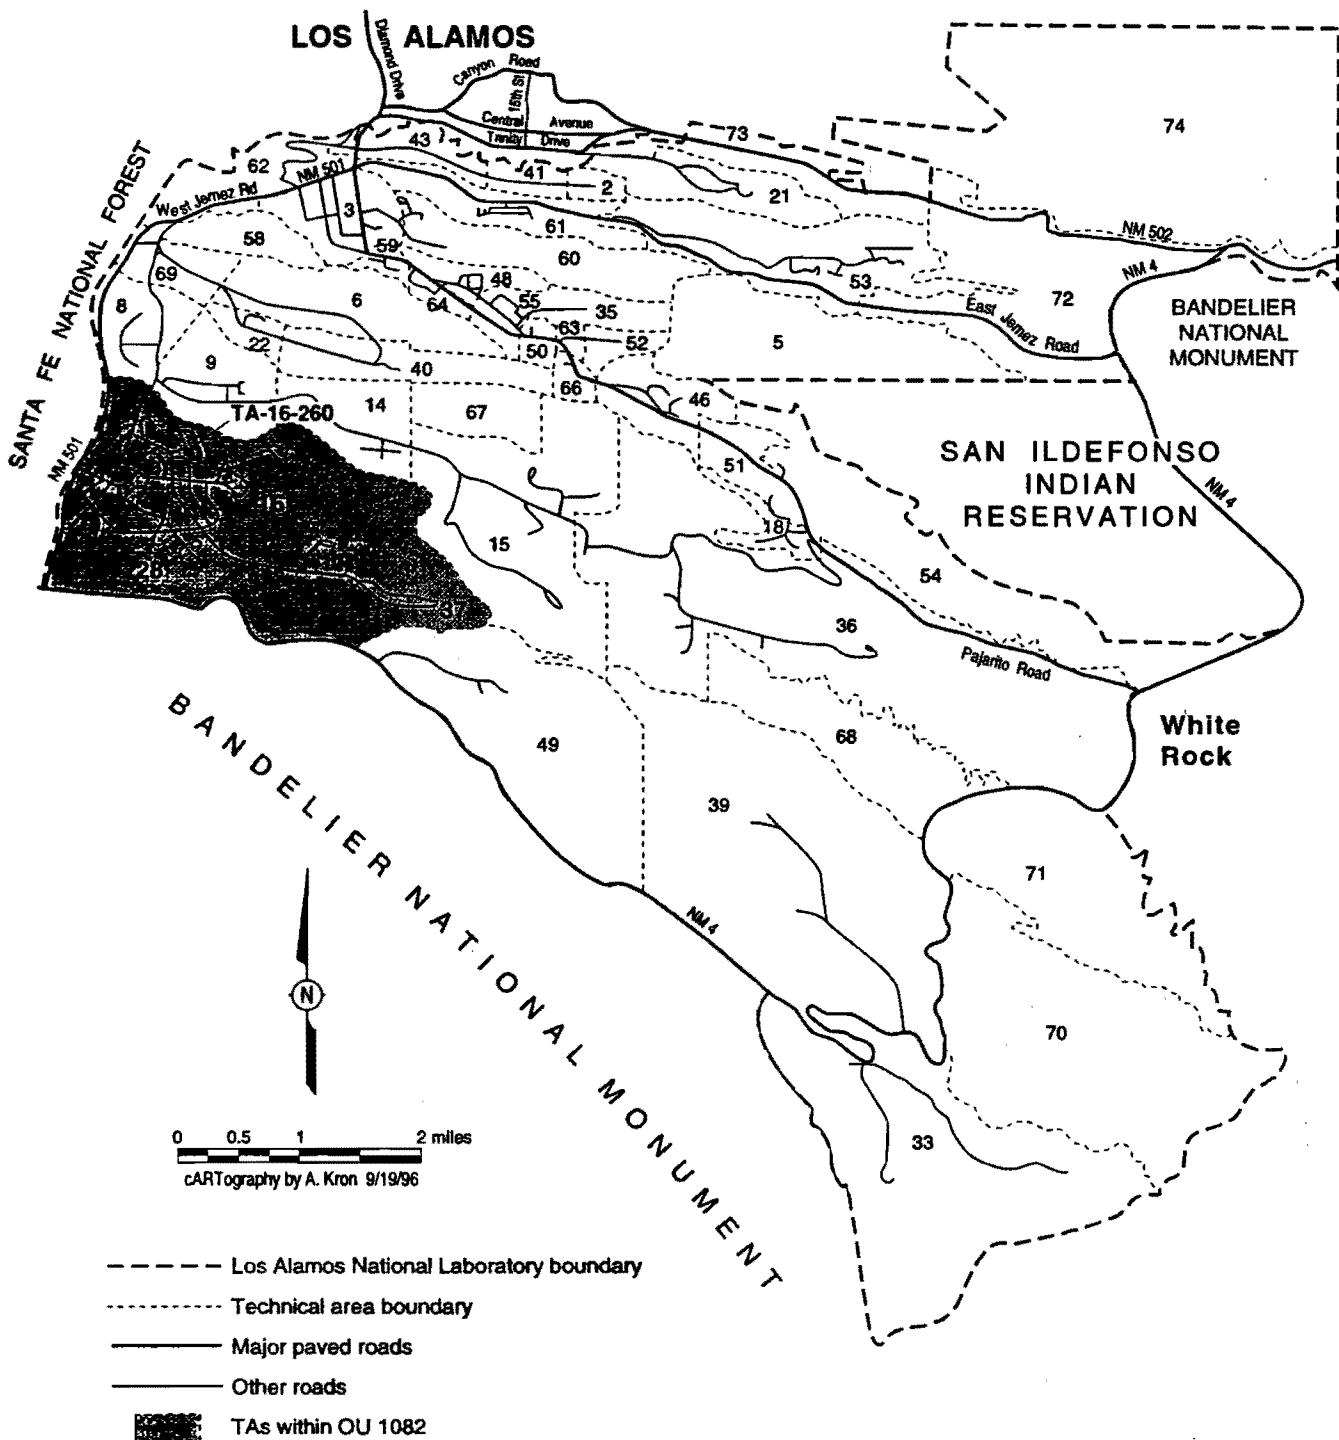 LOS ALAMOS
Diamond Drive
Canyon Road
15th St
Central Avenue
Trinity Drive
73
74
43
62
41
2
21
NM 501
West Jemez Rd
SANTA FE NATIONAL FOREST
3
58
59
61
60
53
NM 502
NM 4
72
69
8
6
64
48
55
35
63
50
52
5
East Jemez Road
BANDELIER
NATIONAL
MONUMENT
9
22
40
66
46
14
67
TA-16-260
NM 501
51
SAN ILDEFONSO
INDIAN
RESERVATION
NM 4
16
15
18
54
28
37
36
Pajarito Road
White
Rock
49
68
39
71
BANDELIER NATIONAL MONUMENT
NM 4
N
70
33
0 0.5 1 2 miles
cARTography by A. Kron 9/19/96
Los Alamos National Laboratory boundary
Technical area boundary
Major paved roads
Other roads
TAs within OU 1082